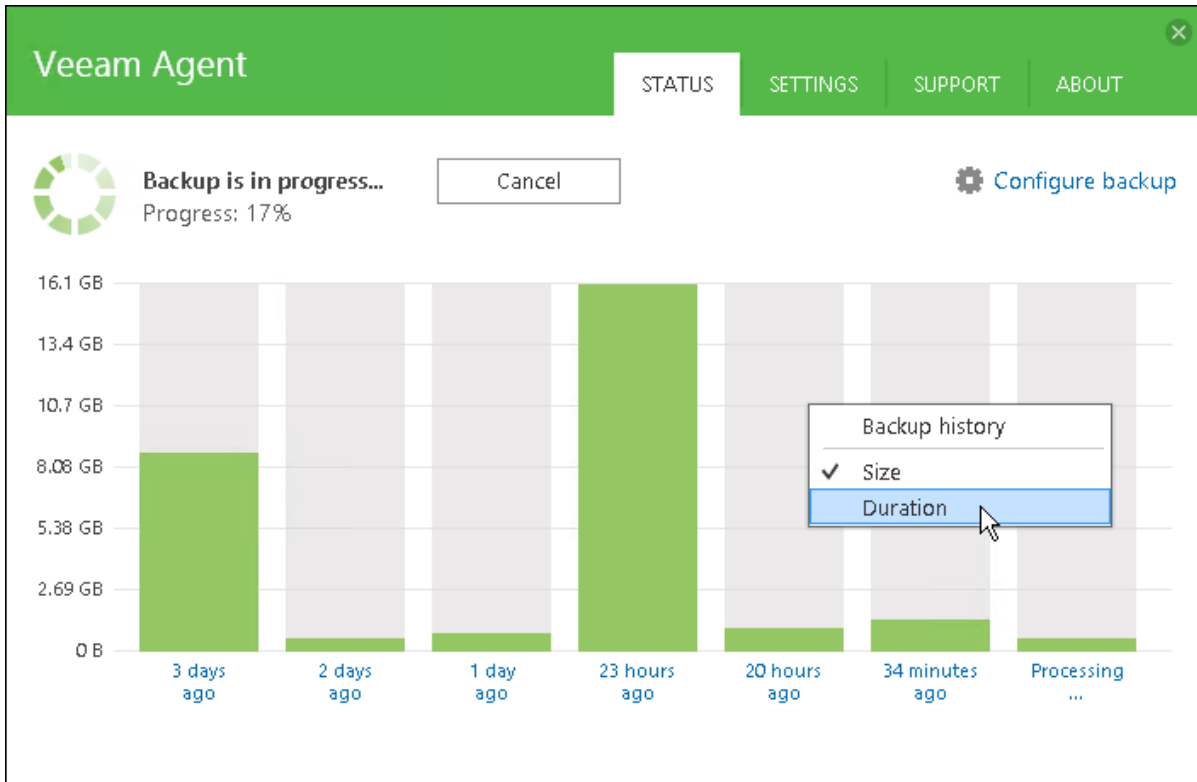 Veeam Agent
STATUS
SETTINGS
SUPPORT
ABOUT
Backup is in progress...
Progress: 17%
Cancel
Configure backup
16.1 GB
13.4 GB
10.7 GB
8.08 GB
5.38 GB
2.69 GB
0 B
Backup history
Size
Duration
3 days
ago
2 days
ago
1 day
ago
23 hours
ago
20 hours
ago
34 minutes
ago
Processing
...